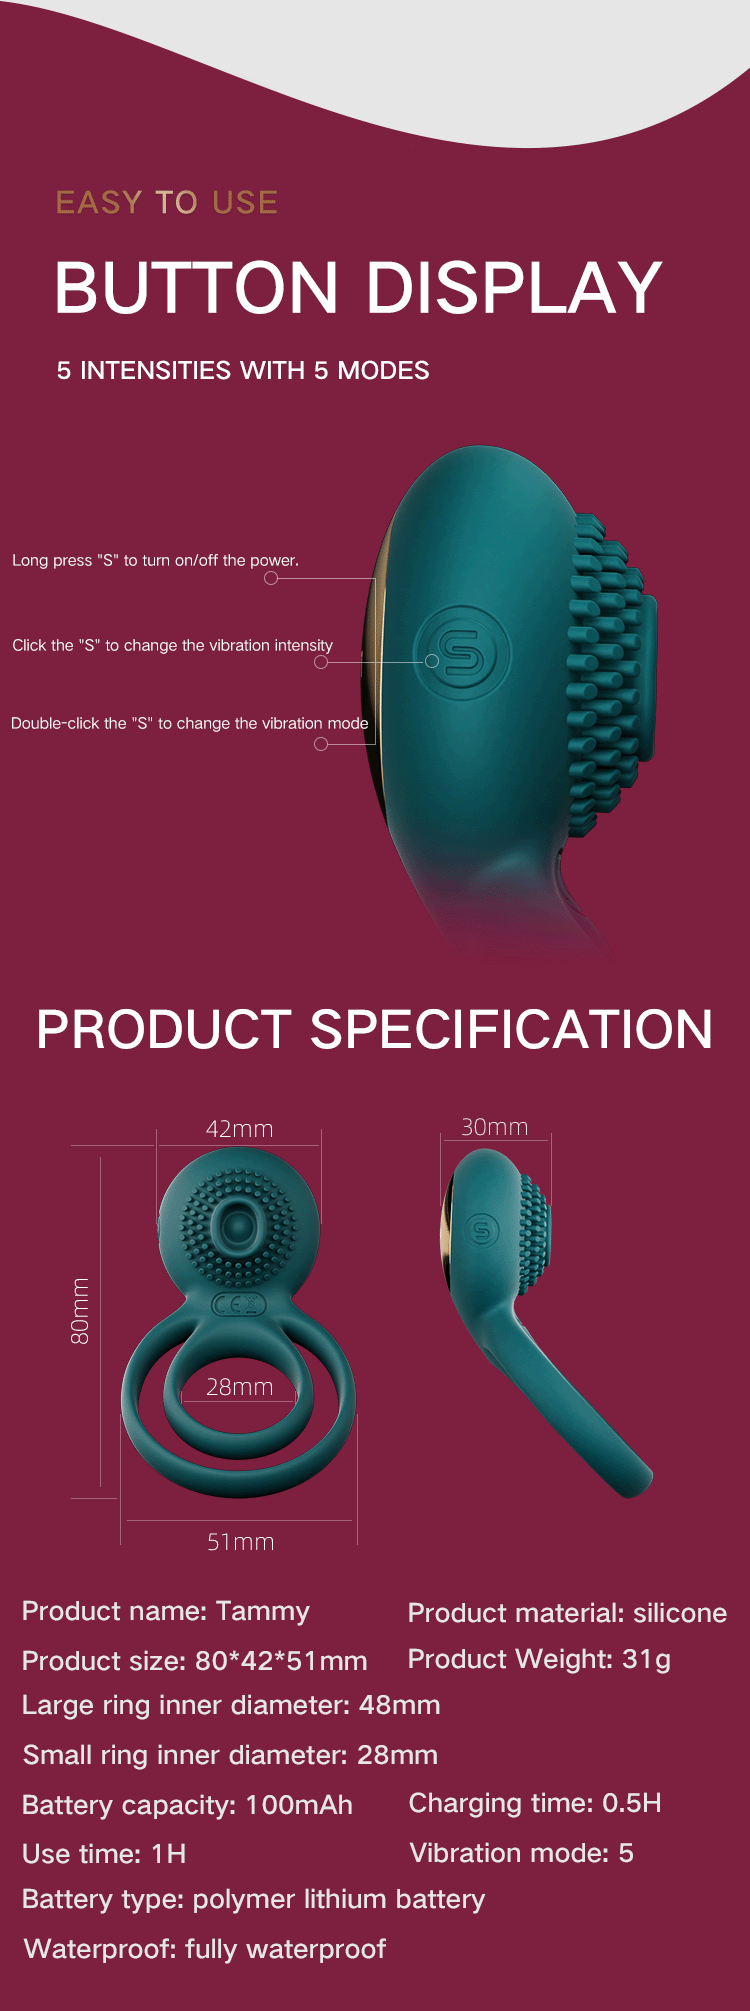 EASY TO USE
BUTTON DISPLAY
5 INTENSITIES WITH 5 MODES
Long press "S" to turn on/off the power.
Click the "S" to change the vibration intensity
Double-click the "S" to change the vibration mode
S
PRODUCT SPECIFICATION
42mm
30mm
S
80mm
CE
28mm
51mm
Product name: Tammy
Product material: silicone
Product size: 80*42*51mm
Product Weight: 31g
Large ring inner diameter: 48mm
Small ring inner diameter: 28mm
Battery capacity: 100mAh
Charging time: 0.5H
Use time: 1H
Vibration mode: 5
Battery type: polymer lithium battery
Waterproof: fully waterproof